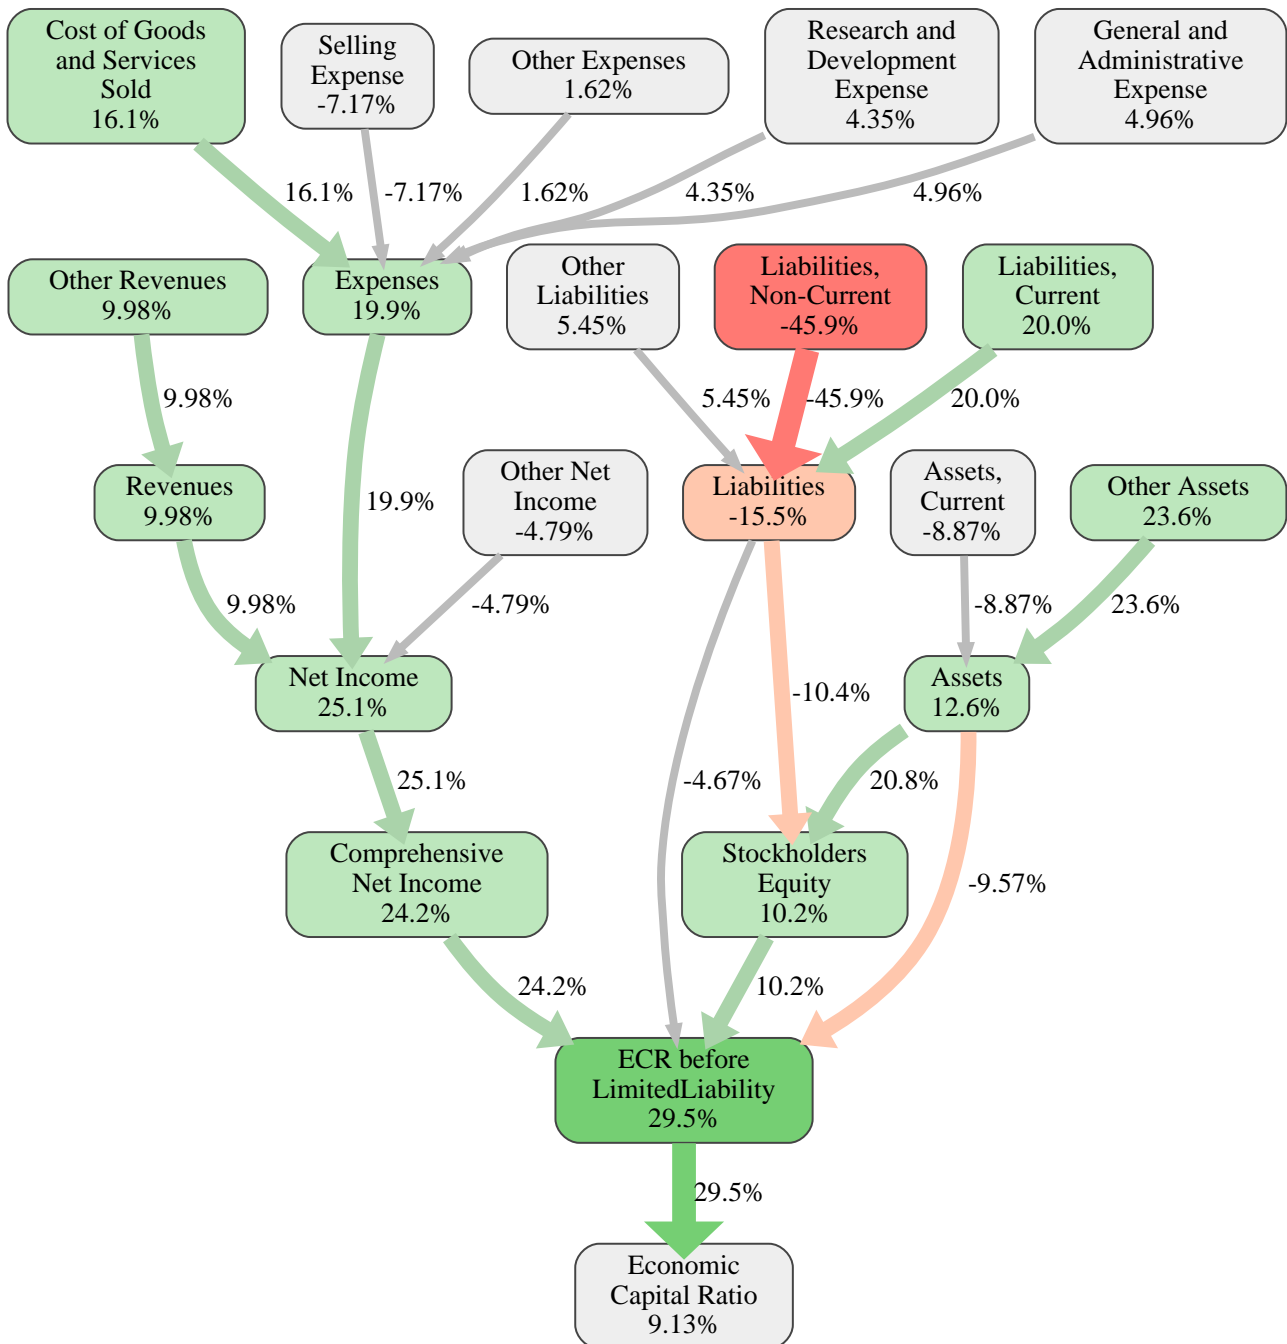 Cost of Goods
and Services
Sold
16.1%
Selling
Expense
-7.17%
Other Expenses
1.62%
Research and
Development
Expense
4.35%
General and
Administrative
Expense
4.96%
16.1%
-7.17%
1.62%
4.35%
4.96%
Other Revenues
9.98%
Expenses
19.9%
Other
Liabilities
5.45%
Liabilities,
Non-Current
-45.9%
Liabilities,
Current
20.0%
9.98%
5.45%
-45.9%
20.0%
Revenues
9.98%
19.9%
Other Net
Income
-4.79%
Liabilities
-15.5%
Assets,
Current
-8.87%
Other Assets
23.6%
9.98%
-4.79%
-8.87%
23.6%
Net Income
25.1%
-10.4%
Assets
12.6%
25.1%
-4.67%
20.8%
-9.57%
Comprehensive
Net Income
24.2%
Stockholders
Equity
10.2%
24.2%
10.2%
ECR before
LimitedLiability
29.5%
29.5%
Economic
Capital Ratio
9.13%